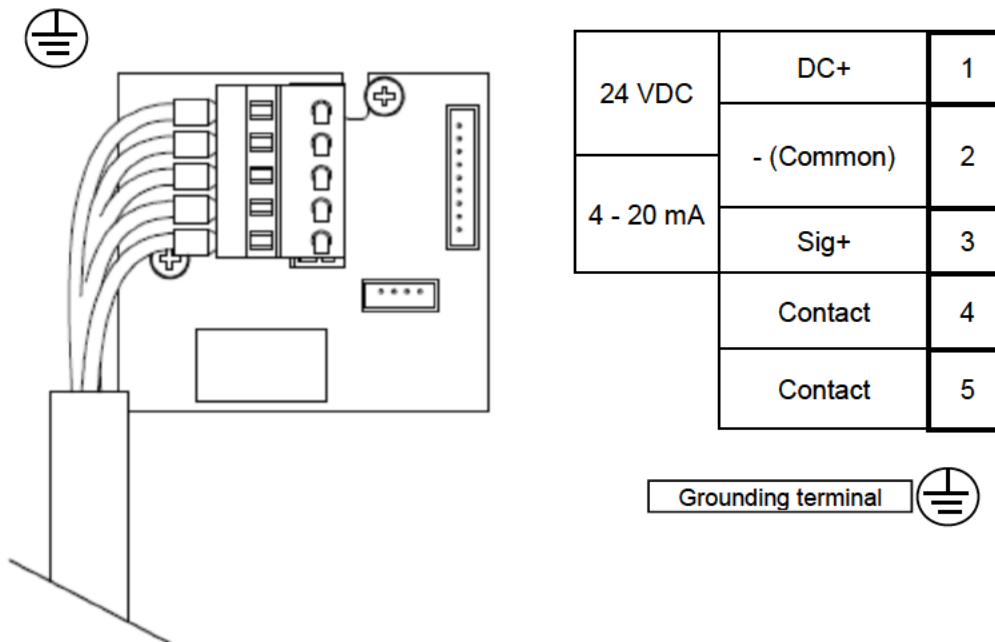 DC+
1
24 VDC
- (Common)
2
4 - 20 mA
Sig+
3
Contact
4
Contact
5
Grounding terminal